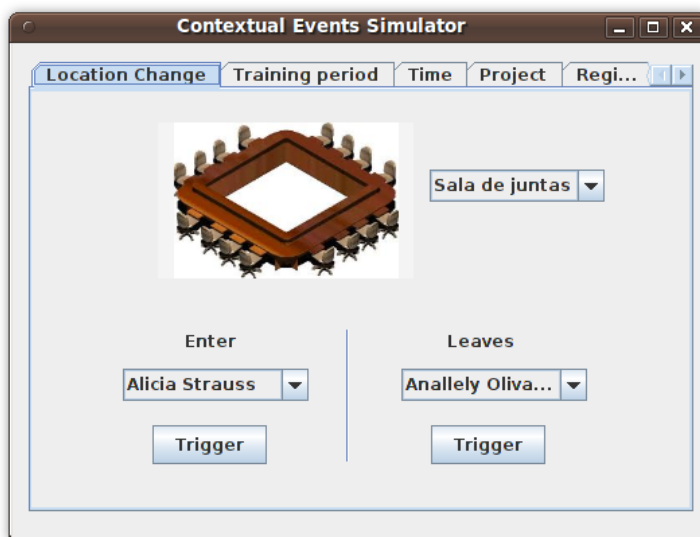 Contextual Events Simulator
Location Change Training period Time Project Regi...
Sala de juntas
Enter Leaves
Alicia Strauss Anallely Oliva...
Trigger Trigger